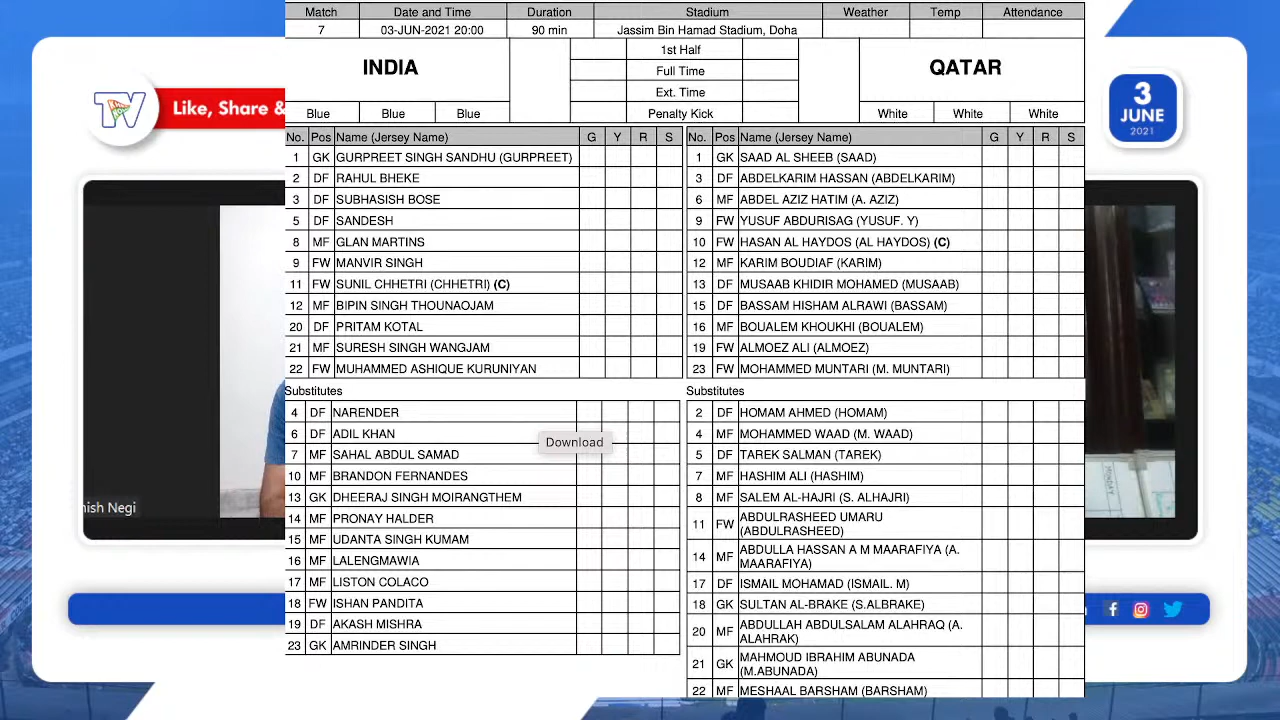 Match Date and Time Duration Stadium Weather Temp Attendance
7 03-JUN-2021 20:00 90 min Jassim Bin Hamad Stadium, Doha
INDIA
1st Half
Full Time
Ext. Time
Penalty Kick
QATAR
Blue Blue Blue
White White White
TV
Like, Share &
3
JUNE
2021
No. Pos Name (Jersey Name) G Y R S
1 GK GURPREET SINGH SANDHU (GURPREET)
2 DF RAHUL BHEKE
3 DF SUBHASISH BOSE
5 DF SANDESH
8 MF GLAN MARTINS
9 FW MANVIR SINGH
11 FW SUNIL CHHETRI (CHHETRI) (C)
12 MF BIPIN SINGH THOUNAOJAM
20 DF PRITAM KOTAL
21 MF SURESH SINGH WANGJAM
22 FW MUHAMMED ASHIQUE KURUNIYAN
Substitutes
4 DF NARENDER
6 DF ADIL KHAN
7 MF SAHAL ABDUL SAMAD
10 MF BRANDON FERNANDES
13 GK DHEERAJ SINGH MOIRANGTHEM
14 MF PRONAY HALDER
15 MF UDANTA SINGH KUMAM
16 MF LALENGMAWIA
17 MF LISTON COLACO
18 FW ISHAN PANDITA
19 DF AKASH MISHRA
23 GK AMRINDER SINGH
Download
No. Pos Name (Jersey Name) G Y R S
1 GK SAAD AL SHEEB (SAAD)
3 DF ABDELKARIM HASSAN (ABDELKARIM)
6 MF ABDEL AZIZ HATIM (A. AZIZ)
9 FW YUSUF ABDURISAG (YUSUF. Y)
10 FW HASAN AL HAYDOS (AL HAYDOS) (C)
12 MF KARIM BOUDIAF (KARIM)
13 DF MUSAAB KHIDIR MOHAMED (MUSAAB)
15 DF BASSAM HISHAM ALRAWI (BASSAM)
16 MF BOUALEM KHOUKHI (BOUALEM)
19 FW ALMOEZ ALI (ALMOEZ)
23 FW MOHAMMED MUNTARI (M. MUNTARI)
Substitutes
2 DF HOMAM AHMED (HOMAM)
4 MF MOHAMMED WAAD (M. WAAD)
5 DF TAREK SALMAN (TAREK)
7 MF HASHIM ALI (HASHIM)
8 MF SALEM AL-HAJRI (S. ALHAJRI)
11 FW ABDULRASHEED UMARU
(ABDULRASHEED)
14 MF ABDULLA HASSAN A M MAARAFIYA (A.
MAARAFIYA)
17 DF ISMAIL MOHAMAD (ISMAIL. M)
18 GK SULTAN AL-BRAKE (S.ALBRAKE)
20 MF ABDULLAH ABDULSALAM ALAHRAQ (A.
ALAHRAK)
21 GK MAHMOUD IBRAHIM ABUNADA
(M.ABUNADA)
22 MF MESHAAL BARSHAM (BARSHAM)
nish Negi
MONDAY